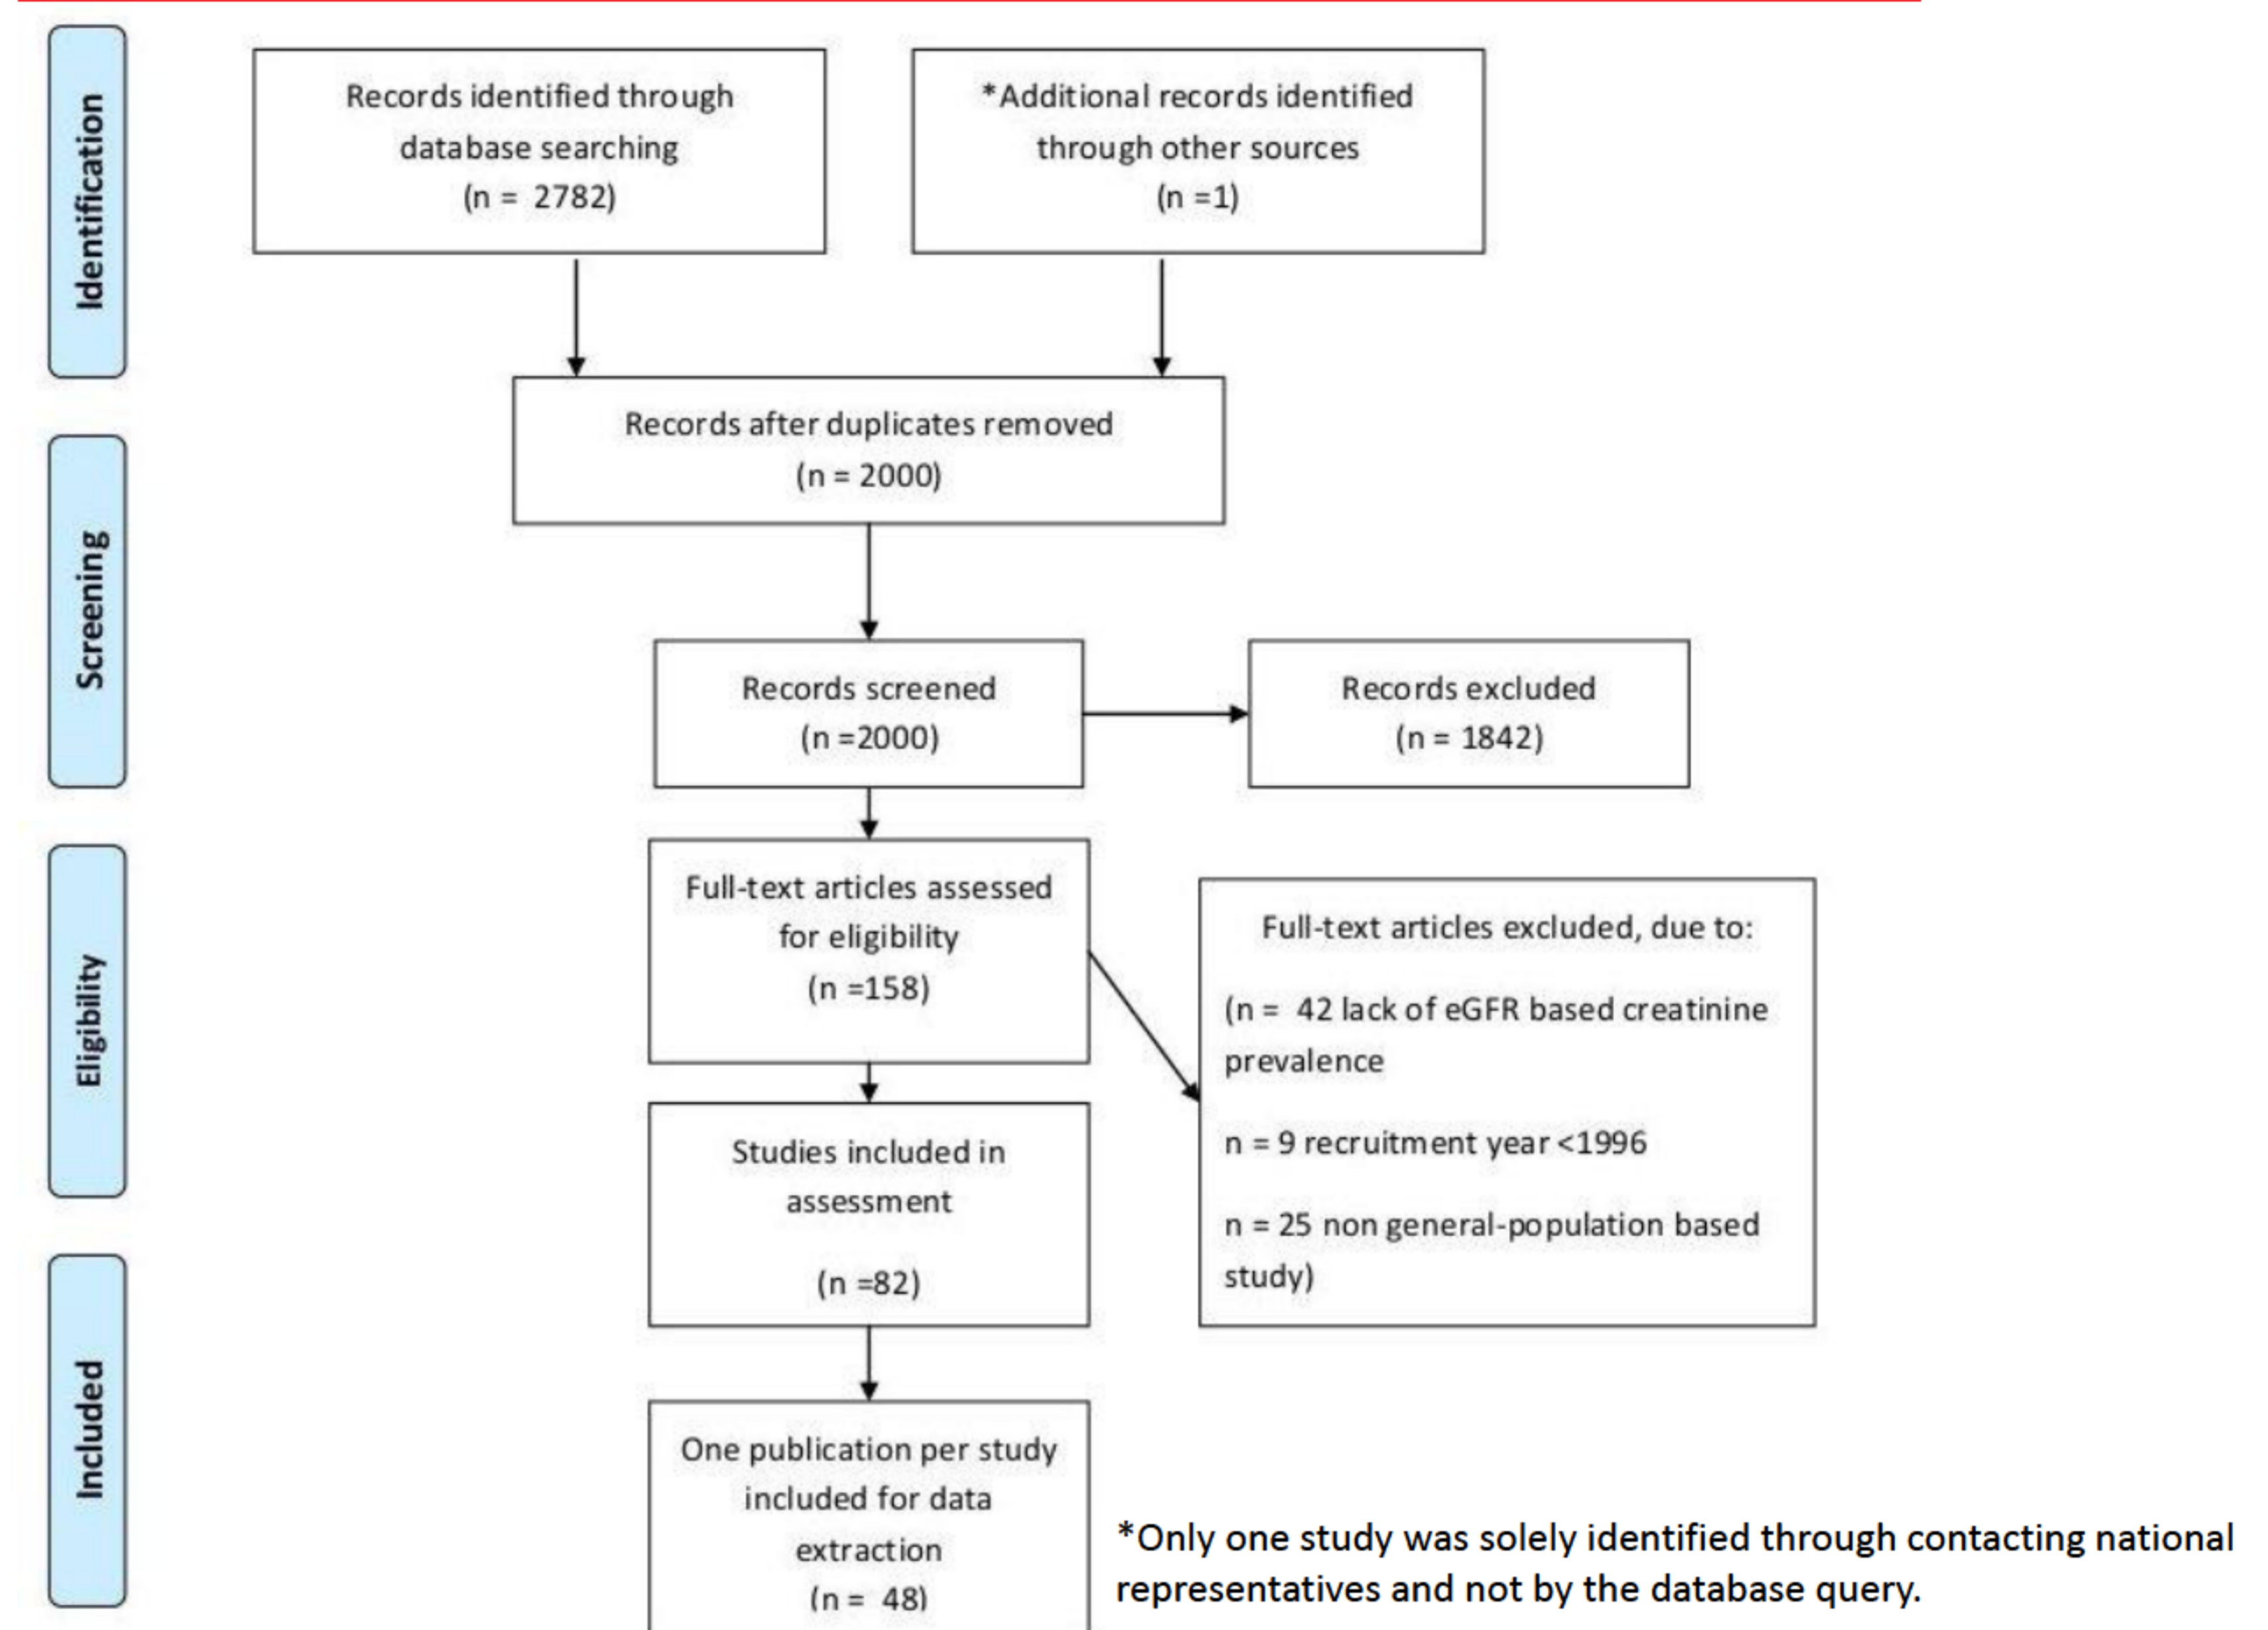 Identification
Records identified through
database searching
(n = 2782)
*Additional records identified
through other sources
(n =1)
Records after duplicates removed
(n = 2000)
Screening
Records screened
(n =2000)
Records excluded
(n = 1842)
Eligibility
Full-text articles assessed
for eligibility
(n =158)
Full-text articles excluded, due to:
(n = 42 lack of eGFR based creatinine
prevalence
n = 9 recruitment year <1996
n = 25 non general-population based
study)
Studies included in
assessment
(n =82)
Included
One publication per study
included for data
extraction
(n = 48)
*Only one study was solely identified through contacting national
representatives and not by the database query.